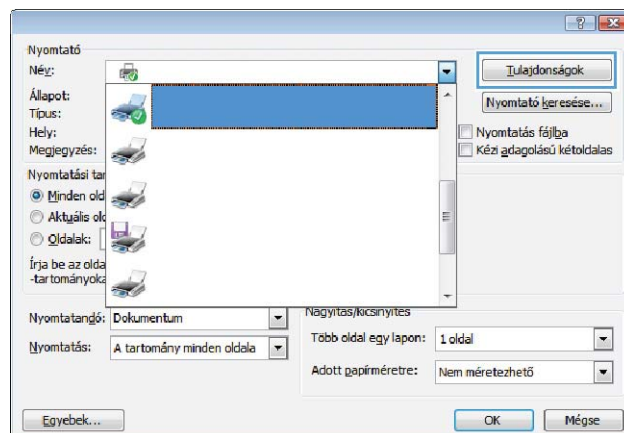 Nyomtató
Név:
Tulajdonságok
Állapot:
Nyomtató keresése...
Típus:
Hely:
Nyomtatás fájlba
Megjegyzés:
Kézi adagolású kétoldalas
Nyomtatási tar
Minden old
Aktuális old
Oldalak:
Írja be az olda
-tartományoka
Nagyítás/kicsinyítés
Nyomtatandó: Dokumentum
Több oldal egy lapon: 1 oldal
Nyomtatás: A tartomány minden oldala
Adott papírméretre: Nem méretezhető
Egyebek...
OK
Mégse